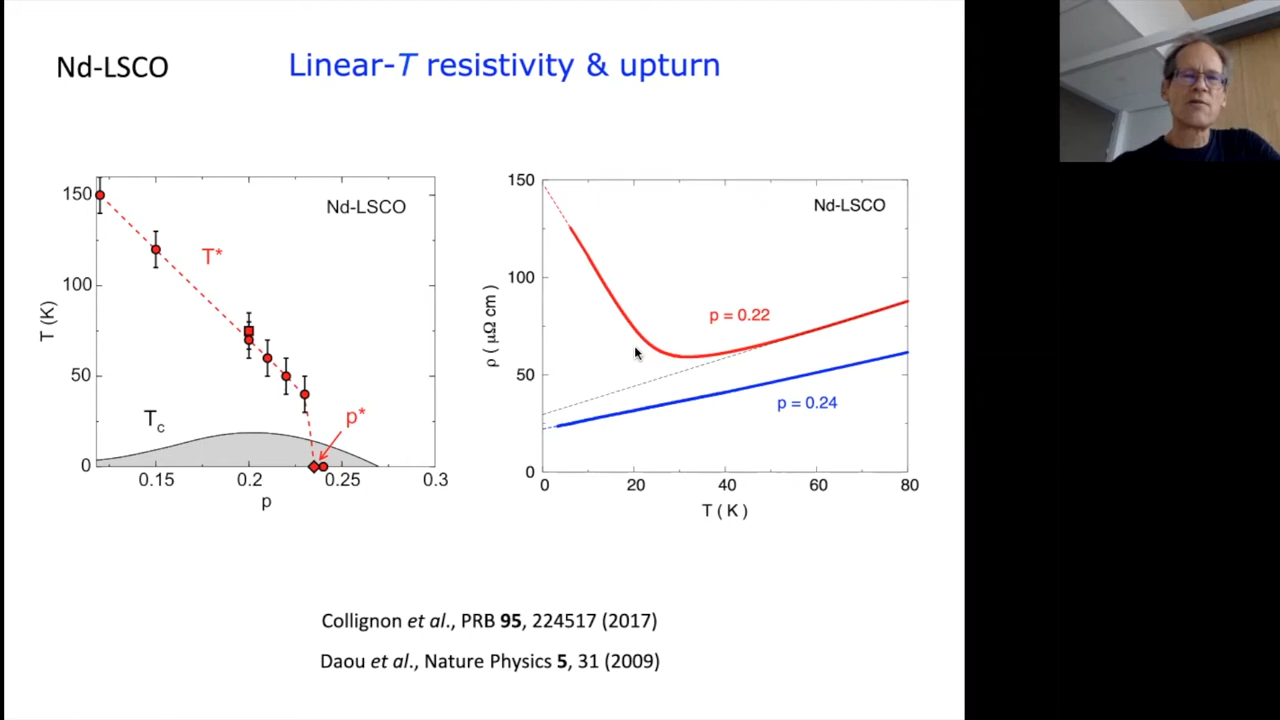 Nd-LSCO
Linear-T resistivity & upturn
150
100
50
0
T (K)
Nd-LSCO
T*
p*
Tc
0.15
0.2
0.25
0.3
p
150
100
50
0
ρ ( μΩ cm )
Nd-LSCO
p = 0.22
p = 0.24
0
20
40
60
80
T ( K )
Collignon et al., PRB 95, 224517 (2017)
Daou et al., Nature Physics 5, 31 (2009)